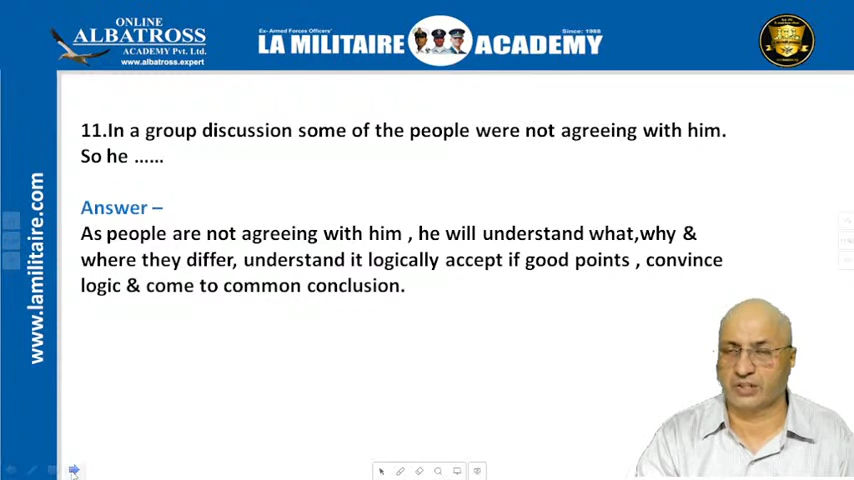 ONLINE
ALBATROSS
ACADEMY Pvt. Ltd.
www.albatross.expert
Ex-Armed Forces Officers'
Since: 1988
LA MILITAIRE ACADEMY
11.In a group discussion some of the people were not agreeing with him.
So he ......
Answer –
As people are not agreeing with him , he will understand what,why &
where they differ, understand it logically accept if good points , convince
logic & come to common conclusion.
www.lamilitaire.com